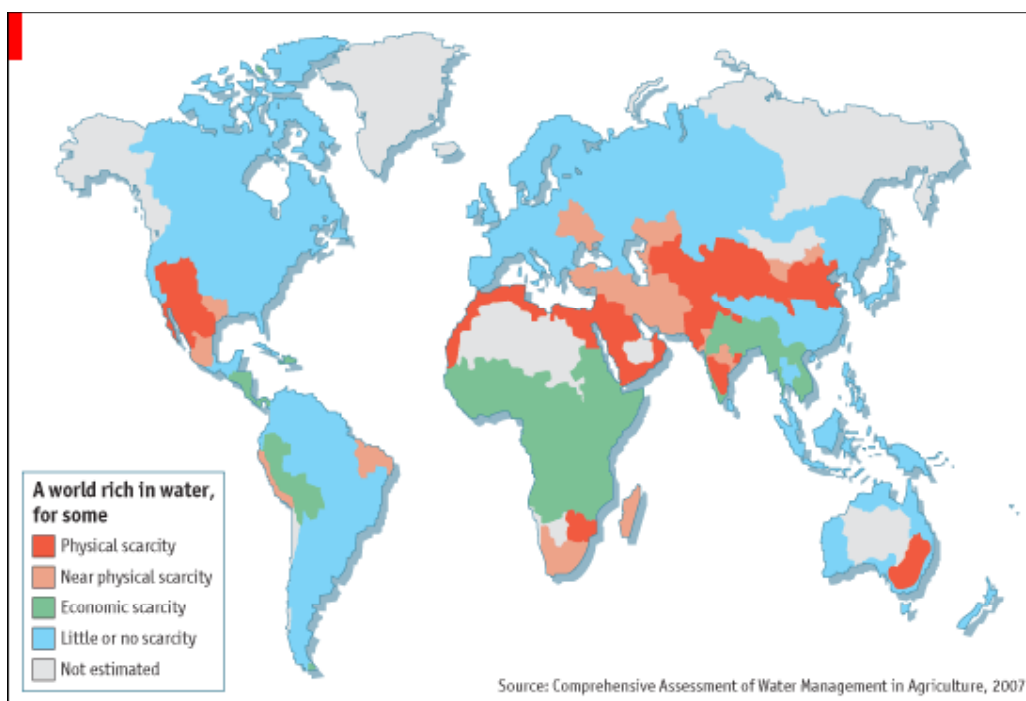 A world rich in water,
for some
Physical scarcity
Near physical scarcity
Economic scarcity
Little or no scarcity
Not estimated
Source: Comprehensive Assessment of Water Management in Agriculture, 2007